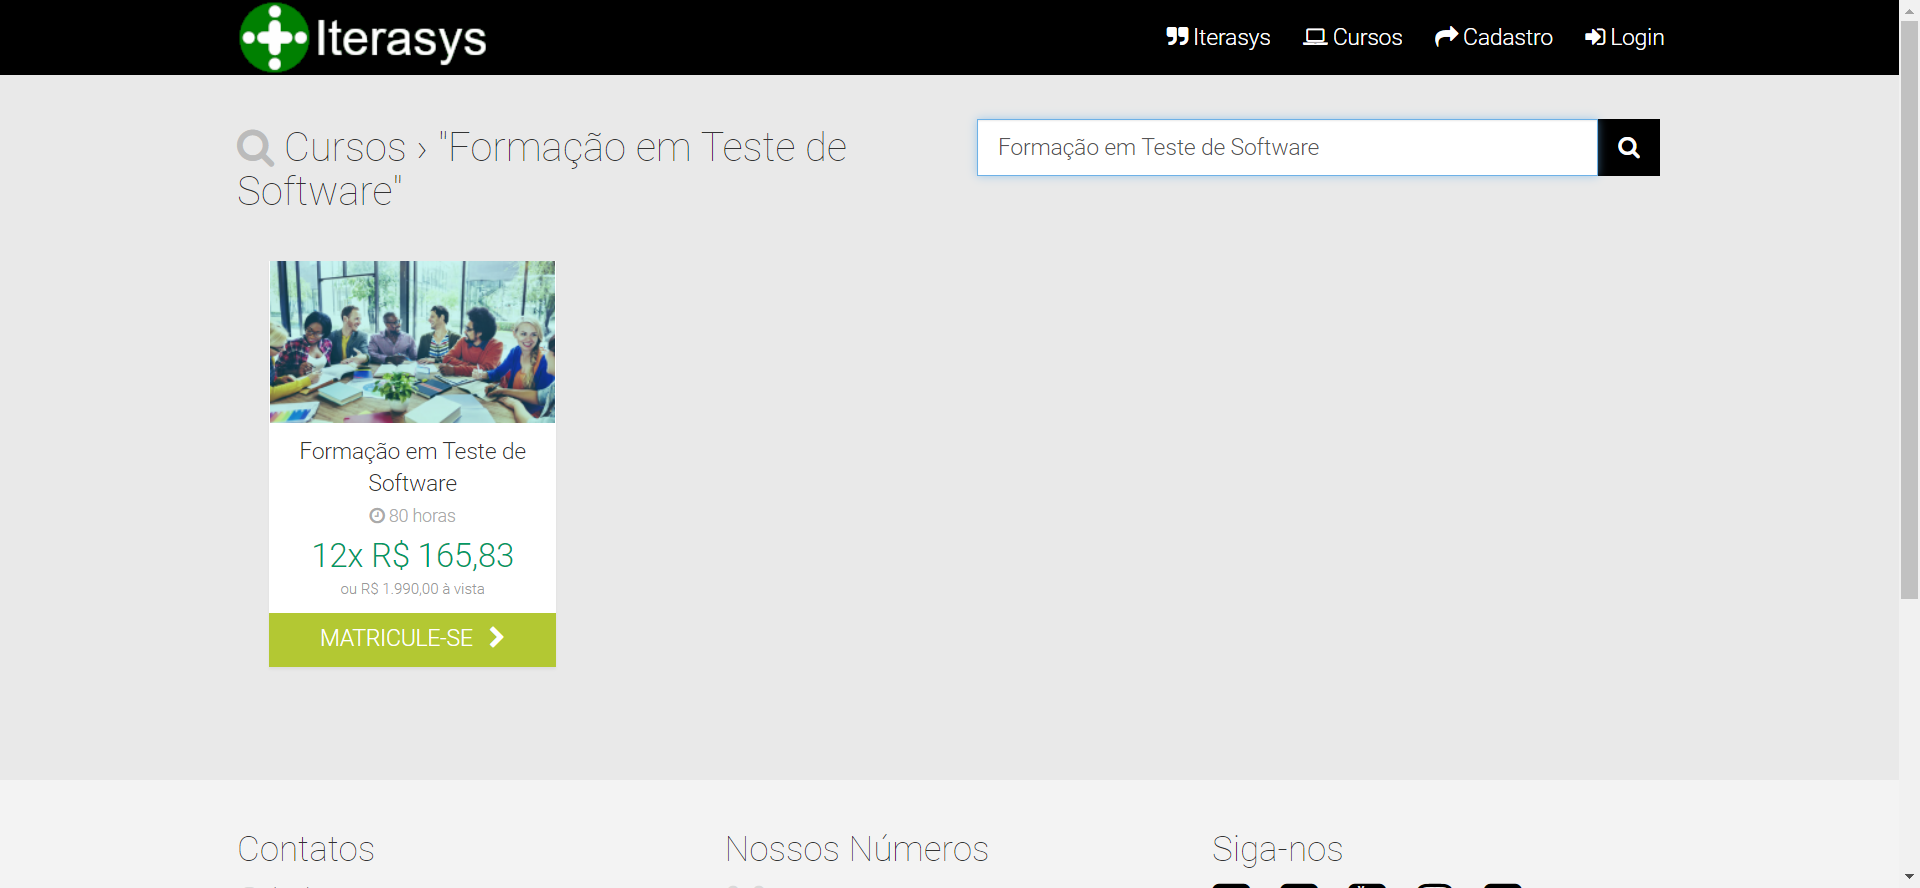 Iterasys
Iterasys Cursos Cadastro Login
Cursos › "Formação em Teste de
Software"
Formação em Teste de Software
Formação em Teste de
Software
80 horas
12x R$ 165,83
ou R$ 1.990,00 à vista
MATRICULE-SE
Contatos
Nossos Números
Siga-nos